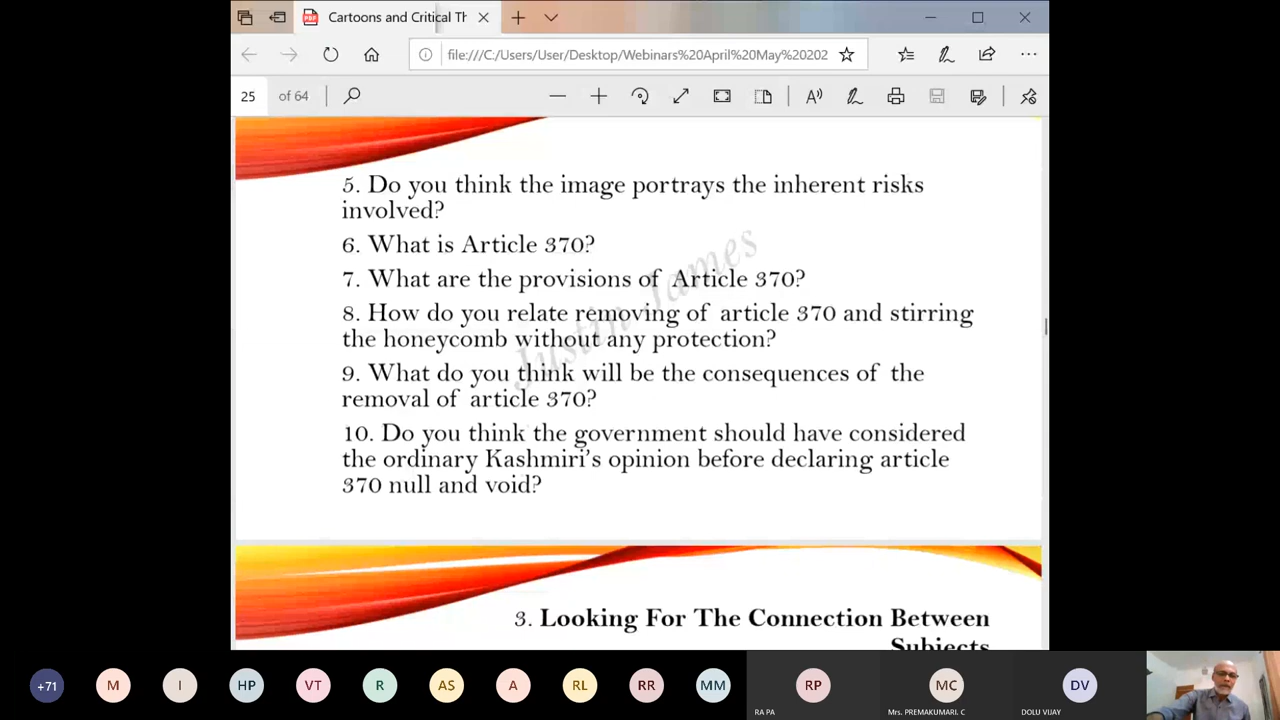 Cartoons and Critical Th
file:///C:/Users/User/Desktop/Webinars%20April%20May%20202
25 of 64
5. Do you think the image portrays the inherent risks
involved?
6. What is Article 370?
7. What are the provisions of Article 370?
8. How do you relate removing of article 370 and stirring
the honeycomb without any protection?
9. What do you think will be the consequences of the
removal of article 370?
10. Do you think the government should have considered
the ordinary Kashmiri's opinion before declaring article
370 null and void?
Justin James
3. Looking For The Connection Between
Subjects
+71 M I HP VT R AS A RL RR MM RP MC DV
RA PA Mrs. PREMAKUMARI. C DOLU VIJAY